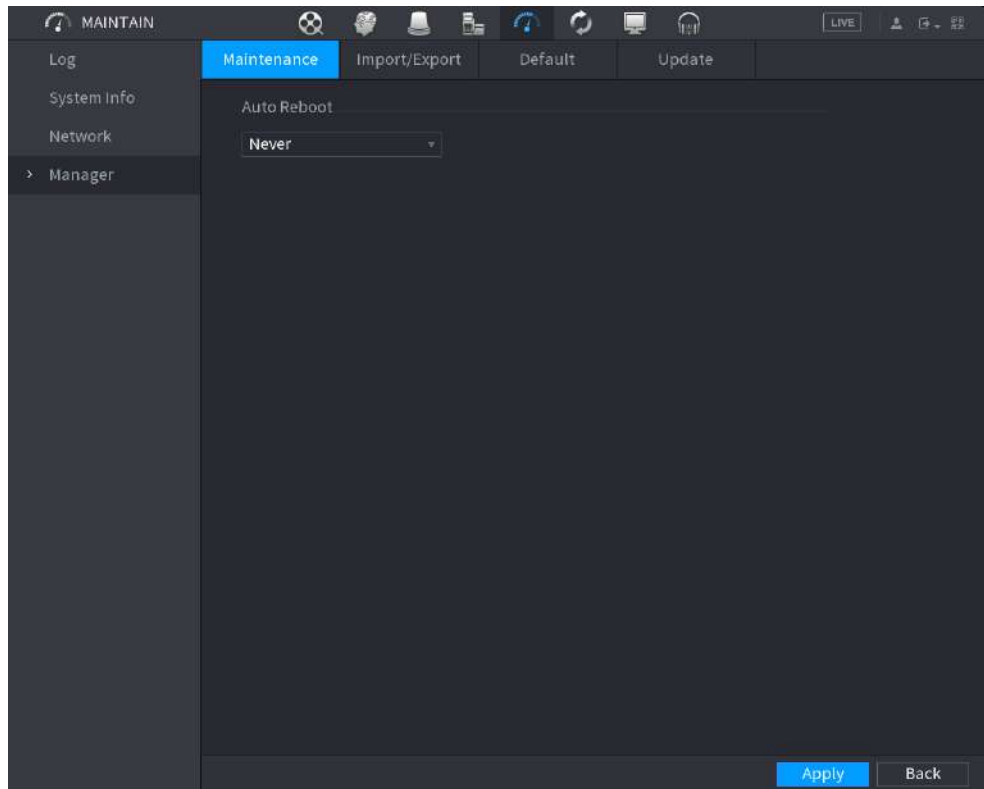 MAINTAIN LIVE
Log Maintenance Import/Export Default Update
System Info
Auto Reboot
Network
Never
Manager
Apply Back